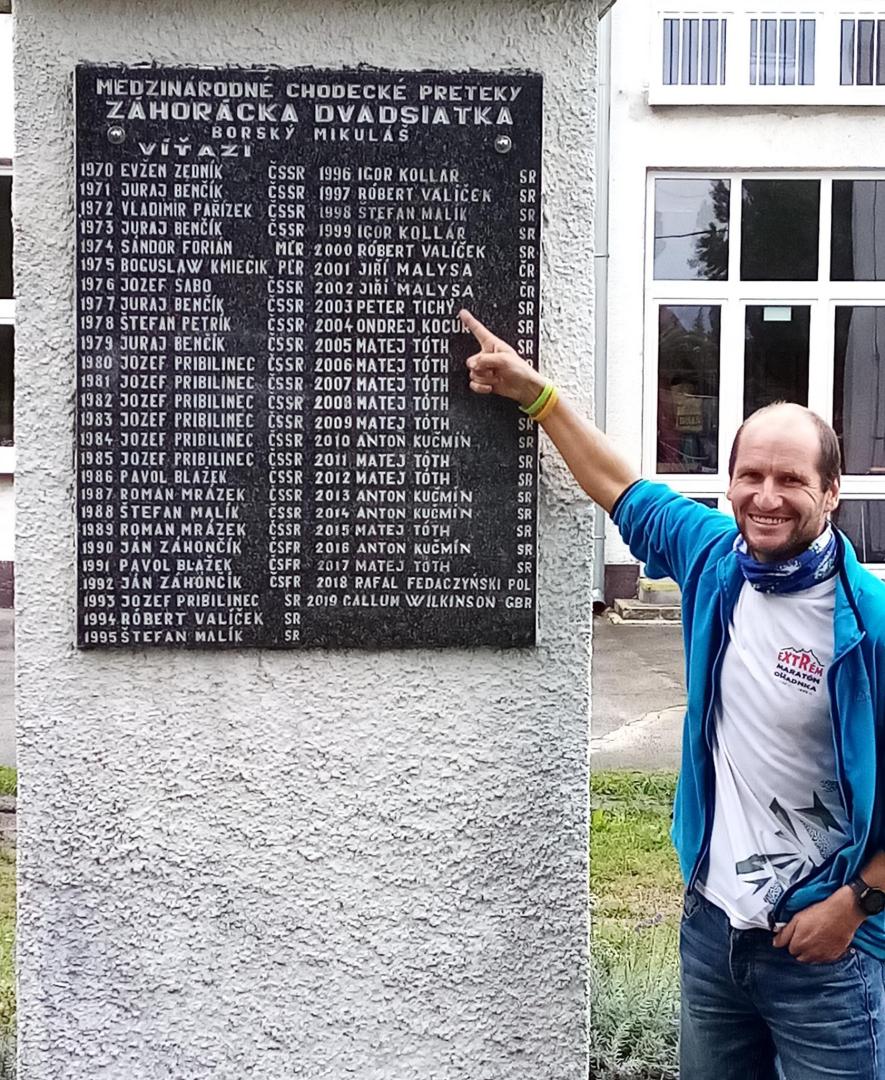 MEDZINÁRODNÉ CHODECKÉ PRETEKY
ZÁHORÁCKA DVADSIATKA
BORSKÝ MIKULÁŠ
VÍŤAZI
1970 EVŽEN ZEDNÍK ČSSR
1971 JURAJ BENČÍK ČSSR
1972 VLADIMIR PAŘÍZEK ČSSR
1973 JURAJ BENČÍK ČSSR
1974 SÁNDOR FORIÁN MĽR
1975 BOGUSLAW KMIEČIK PĽR
1976 JOZEF SABO ČSSR
1977 JURAJ BENČÍK ČSSR
1978 ŠTEFAN PETRÍK ČSSR
1979 JURAJ BENČÍK ČSSR
1980 JOZEF PRIBILINEC ČSSR
1981 JOZEF PRIBILINEC ČSSR
1982 JOZEF PRIBILINEC ČSSR
1983 JOZEF PRIBILINEC ČSSR
1984 JOZEF PRIBILINEC ČSSR
1985 JOZEF PRIBILINEC ČSSR
1986 PAVOL BLAŽEK ČSSR
1987 ROMAN MRÁZEK ČSSR
1988 ŠTEFAN MALÍK ČSSR
1989 ROMAN MRÁZEK ČSSR
1990 JÁN ZÁHONČÍK ČSFR
1991 PAVOL BLAŽEK ČSFR
1992 JÁN ZÁHONČÍK ČSFR
1993 JOZEF PRIBILINEC SR
1994 RÓBERT VALÍČEK SR
1995 ŠTEFAN MALÍK SR
1996 IGOR KOLLÁR SR
1997 RÓBERT VALÍČEK SR
1998 ŠTEFAN MALÍK SR
1999 IGOR KOLLÁR SR
2000 RÓBERT VALÍČEK SR
2001 JIŘÍ MALYSA ČR
2002 JIŘÍ MALYSA ČR
2003 PETER TICHÝ SR
2004 ONDREJ KOCÚR SR
2005 MATEJ TÓTH SR
2006 MATEJ TÓTH SR
2007 MATEJ TÓTH
2008 MATEJ TÓTH
2009 MATEJ TÓTH SR
2010 ANTON KUČMÍN SR
2011 MATEJ TÓTH SR
2012 MATEJ TÓTH SR
2013 ANTON KUČMÍN SR
2014 ANTON KUČMÍN SR
2015 MATEJ TÓTH SR
2016 ANTON KUČMÍN SR
2017 MATEJ TÓTH SR
2018 RAFAL FEDACZYŃSKI POL
2019 CALLUM WILKINSON GBR
EXTRÉM
MARATÓN